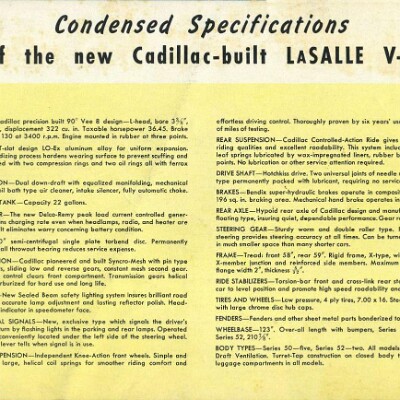 Condensed Specifications
f the new Cadillac-built LASALLE V-
adillac precision built 90° Vee 8 design—L-head, bore 3⅜",
, displacement 322 cu. in. Taxable horsepower 36.45. Brake
130 at 3400 r.p.m. Engine mounted in rubber at three points.
T-slot design LO-Ex aluminum alloy for uniform expansion.
dizing process hardens wearing surface to prevent scuffing and
ed with two compression rings and two oil rings all with ferrox
ION—Dual down-draft with equalized manifolding, mechanical
il bath type air cleaner, intake silencer, fully automatic choke.
TANK—Capacity 22 gallons.
R—The new Delco-Remy peak load current controlled gener-
ns charging rate even when headlamps, radio, and heater are
lt eliminates worry concerning battery condition.
" semi-centrifugal single plate torbend disc. Permanently
all throwout bearing reduces service expense.
SION—Cadillac pioneered and built Syncro-Mesh with pin type
s, sliding low and reverse gears, constant mesh second gear.
control clears front compartment. Transmission gears helical
rburized for hard use and long life.
—New Sealed Beam safety lighting system insures brilliant road
accurate lamp adjustment and lasting reflector polish. Head-
indicator in speedometer face.
AL SIGNALS—New, exclusive type which signals the driver's
urn by flashing lights in the parking and rear lamps. Operated
conveniently located under the left side of the steering wheel.
lever tells when signal is in use.
PENSION—Independent Knee-Action front wheels. Simple and
large, helical coil springs for smoother riding comfort and
effortless driving control. Thoroughly proven by six years' us
of miles of testing.
REAR SUSPENSION—Cadillac Controlled-Action Ride gives
riding qualities and excellent roadability. This system inclu
leaf springs lubricated by wax-impregnated liners, rubber b
points. No lubrication or other service attention required.
DRIVE SHAFT—Hotchkiss drive. Two universal joints of needle
type permanently packed with lubricant, requiring no servic
BRAKES—Bendix super-hydraulic brakes operate in composite
196 sq. in. braking area. Mechanical hand brake operates in
REAR AXLE—Hypoid rear axle of Cadillac design and manuf
floating type, insuring quiet, dependable performance. Gear r
STEERING GEAR—Sturdy worm and double roller type.
steering provides steering accuracy at all times. Can be turne
in much smaller space than many shorter cars.
FRAME—Tread: front 58", rear 59". Rigid frame, X-type, wi
X-member junction and reinforced side members. Maximum
flange width 2", thickness
RIDE STABILIZERS—Torsion-bar front and cross-link rear sta
car to level position and promote high speed roadability and
TIRES AND WHEELS—Low pressure, 4 ply tires, 7.00 x 16. Stee
with large chrome disc hub caps.
FENDERS—Fenders and other sheet metal parts bonderized to
WHEELBASE—123". Over-all length with bumpers, Series
Series 52, 210½".
BODY TYPES—Series 50—five, Series 52—two. All models
Draft Ventilation. Turret-Top construction on closed body t
luggage compartments in all models.